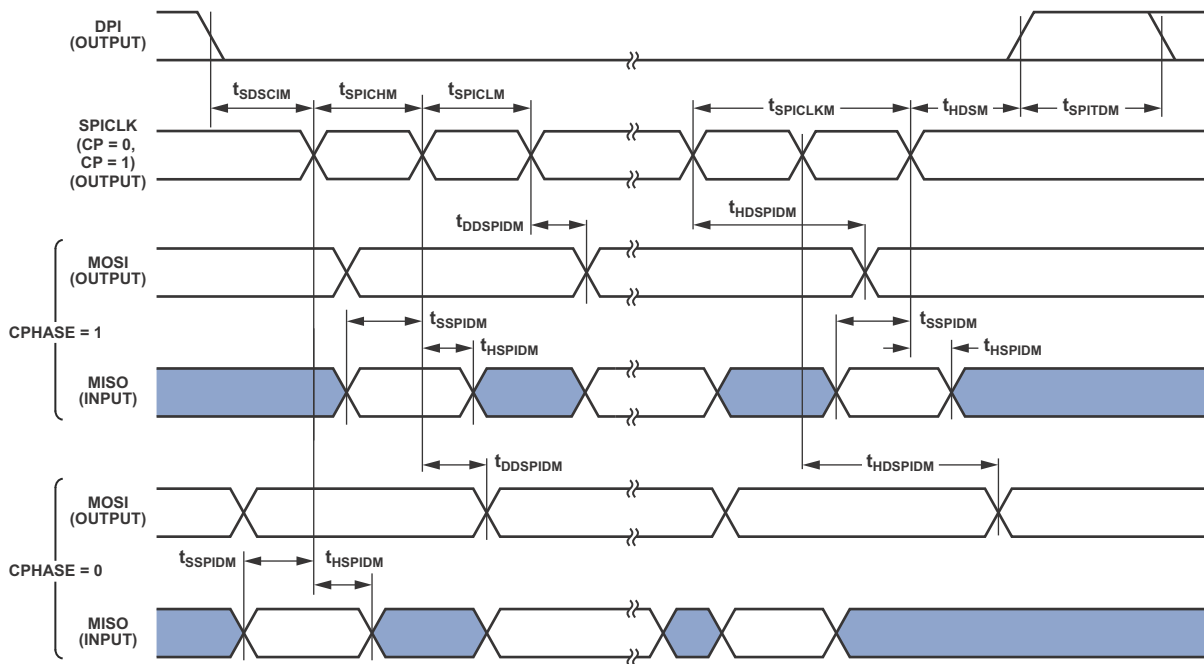 DPI
(OUTPUT)
tSDSCIM
tSPICHM
tSPICLM
tSPICLKM
tHDSM
tSPITDM
SPICLK
(CP = 0,
CP = 1)
(OUTPUT)
tDDSPIDM
tHDSPIDM
CPHASE = 1
MOSI
(OUTPUT)
tSSPIDM
tSSPIDM
tHSPIDM
tHSPIDM
MISO
(INPUT)
tDDSPIDM
tHDSPIDM
CPHASE = 0
MOSI
(OUTPUT)
tSSPIDM
tHSPIDM
MISO
(INPUT)